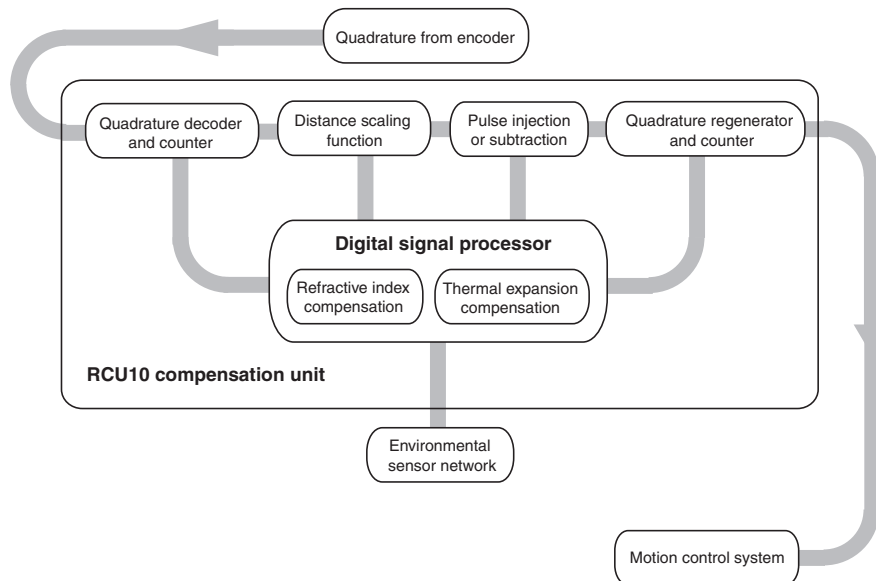 Quadrature from encoder
Quadrature decoder
and counter
Distance scaling
function
Pulse injection
or subtraction
Quadrature regenerator
and counter
Digital signal processor
Refractive index
compensation
Thermal expansion
compensation
RCU10 compensation unit
Environmental
sensor network
Motion control system